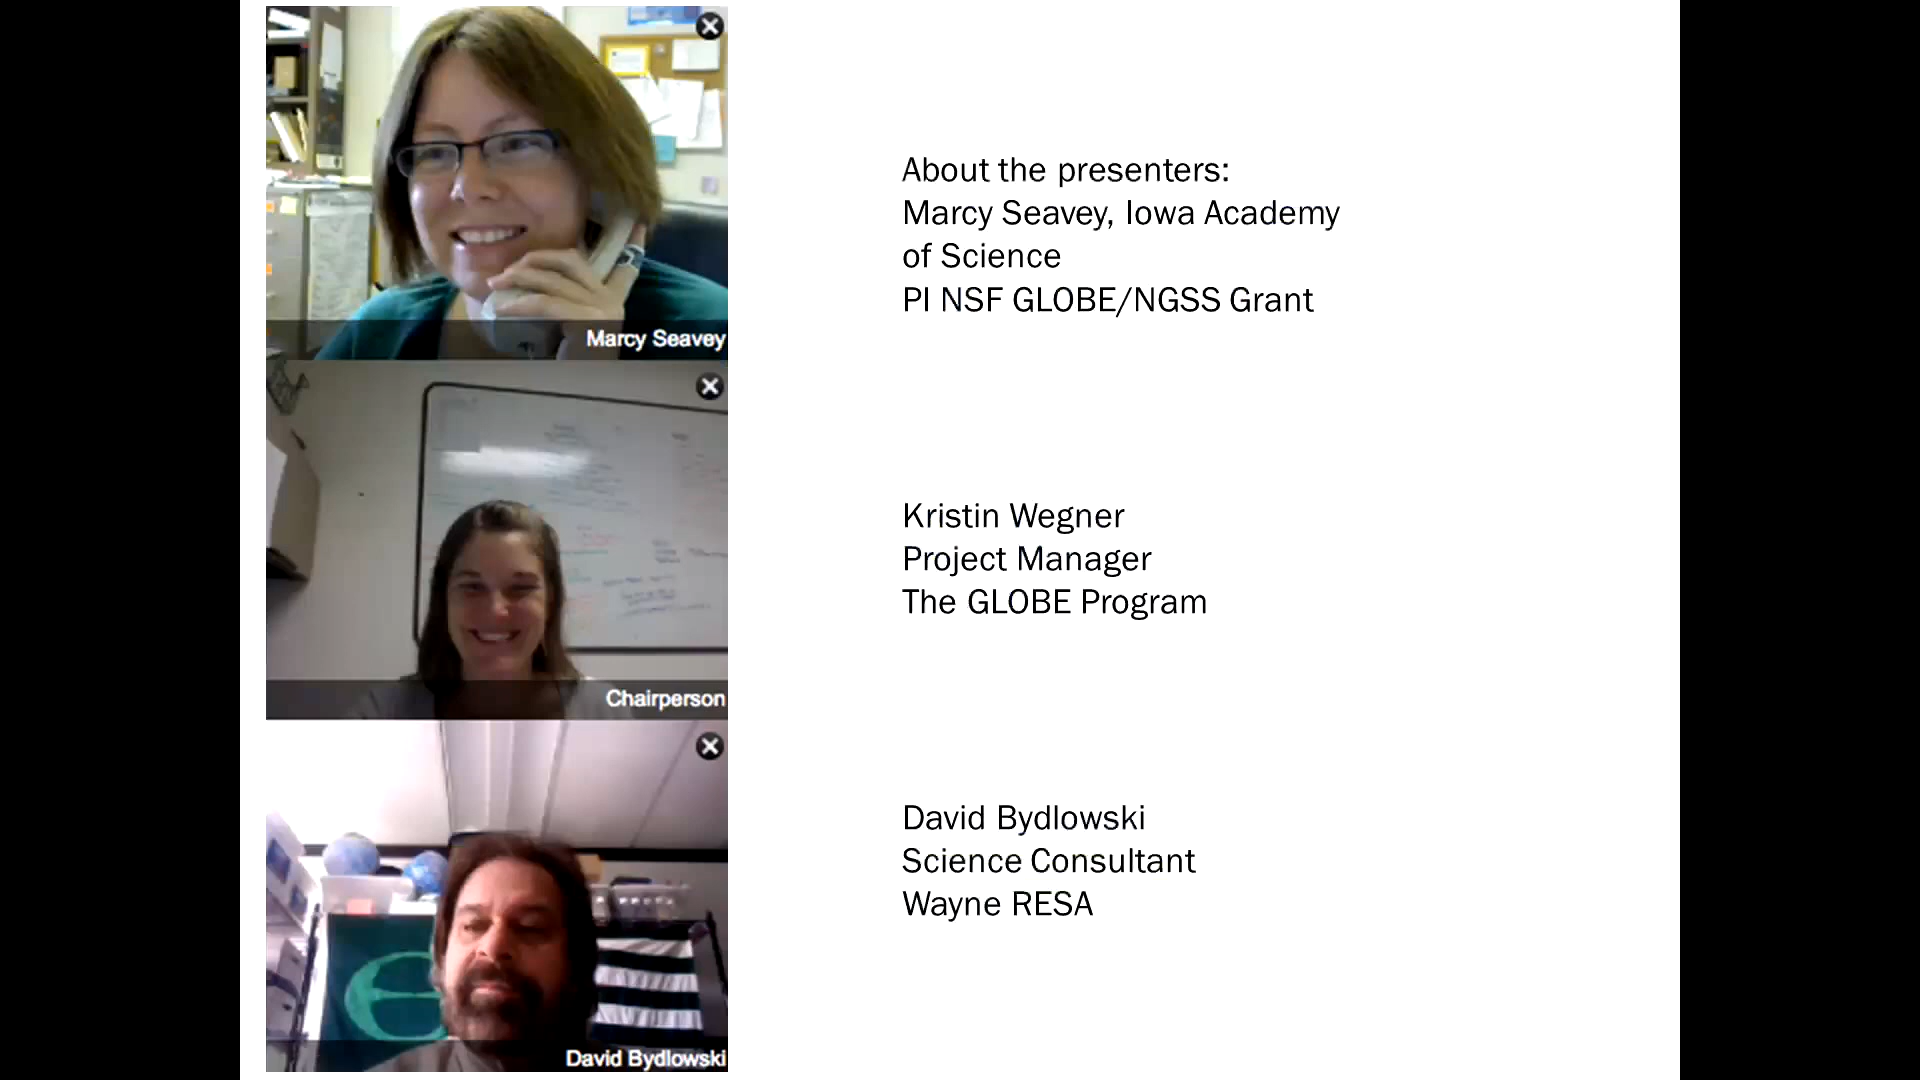 Marcy Seavey
About the presenters:
Marcy Seavey, Iowa Academy
of Science
PI NSF GLOBE/NGSS Grant
Chairperson
Kristin Wegner
Project Manager
The GLOBE Program
David Bydlowski
David Bydlowski
Science Consultant
Wayne RESA